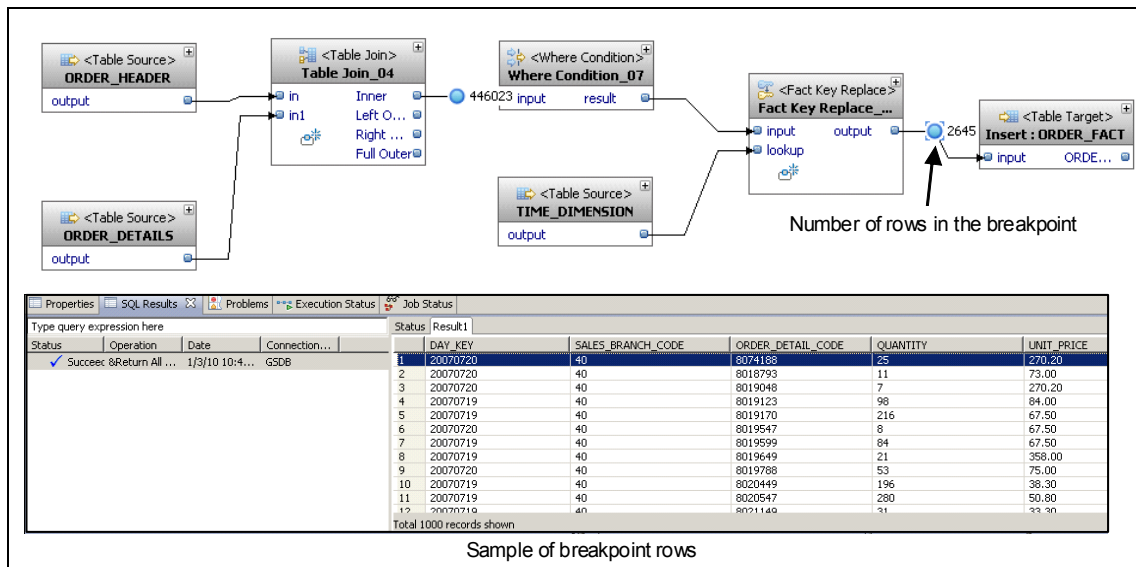 <Table Source>
ORDER_HEADER
output
<Table Join>
Table Join_04
in Inner
in1 Left O...
Right ...
Full Outer
446023
<Where Condition>
Where Condition_07
input result
<Fact Key Replace>
Fact Key Replace_...
input output
lookup
2645
<Table Target>
Insert : ORDER_FACT
input ORDE...
<Table Source>
ORDER_DETAILS
output
<Table Source>
TIME_DIMENSION
output
Number of rows in the breakpoint
Properties SQL Results Problems Execution Status Job Status
Type query expression here
Status Operation Date Connection...
Succeec &Return All ... 1/3/10 10:4... GSDB
Status Result1
DAY_KEY SALES_BRANCH_CODE ORDER_DETAIL_CODE QUANTITY UNIT_PRICE
1 20070720 40 8074188 25 270.20
2 20070720 40 8018793 11 73.00
3 20070720 40 8019048 7 270.20
4 20070719 40 8019123 98 84.00
5 20070719 40 8019170 216 67.50
6 20070720 40 8019547 8 67.50
7 20070719 40 8019599 84 67.50
8 20070719 40 8019649 21 358.00
9 20070720 40 8019788 53 75.00
10 20070719 40 8020449 196 38.30
11 20070719 40 8020547 280 50.80
12 20070719 40 8021149 31 33.30
Total 1000 records shown
Sample of breakpoint rows